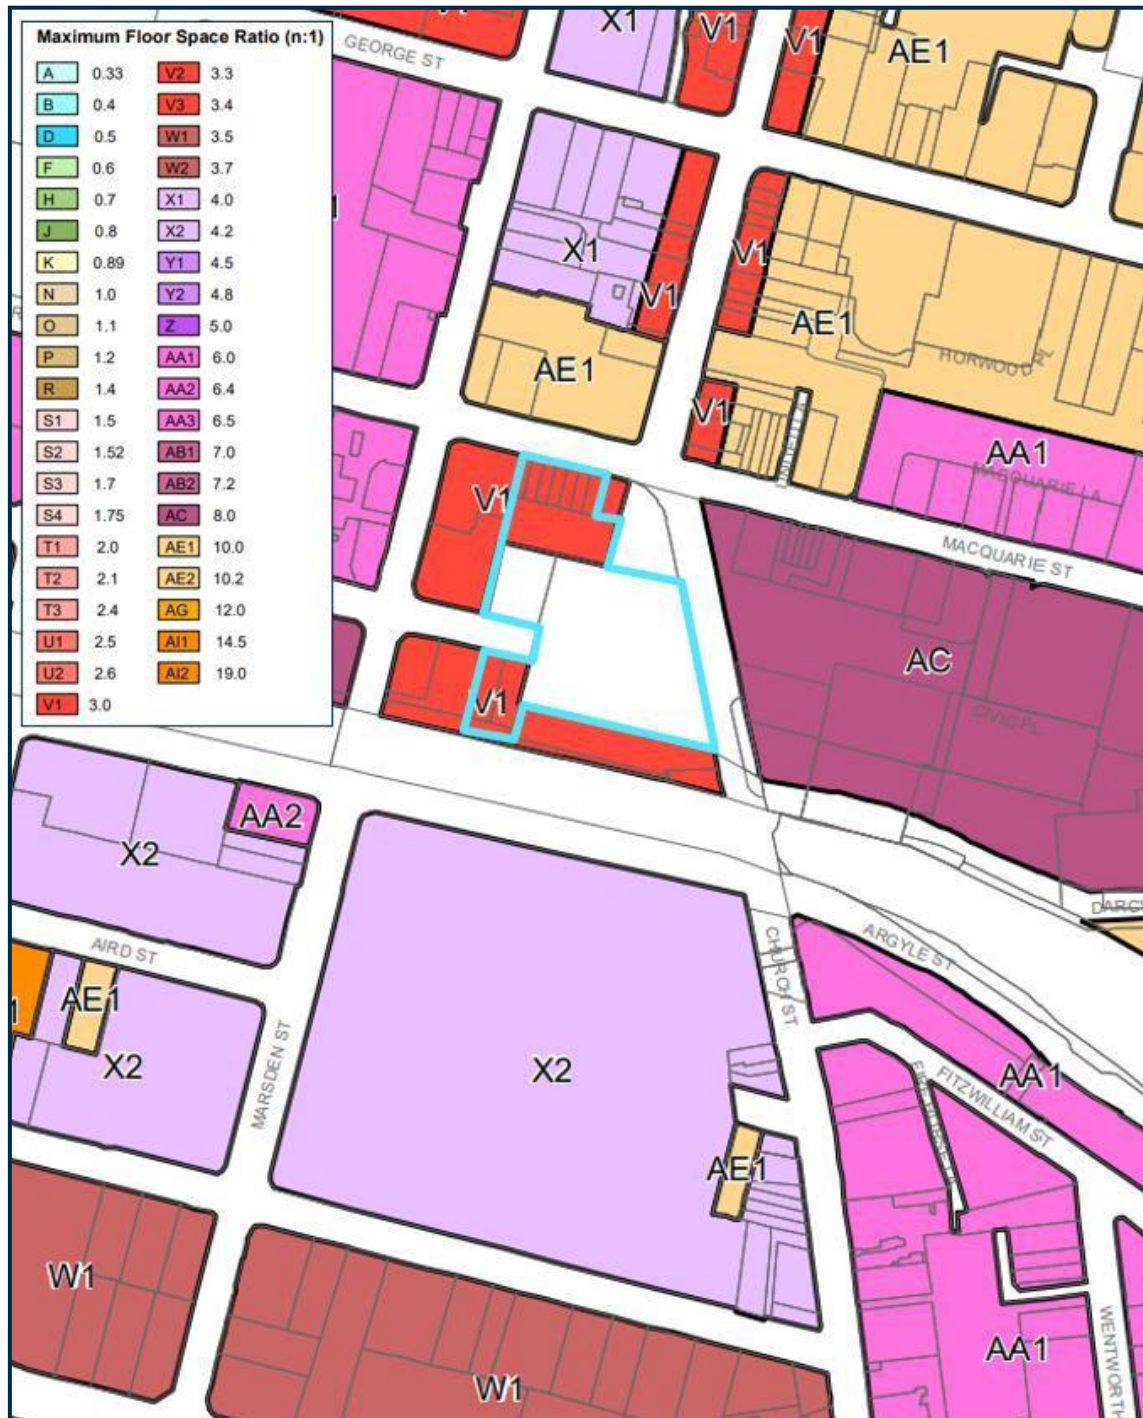 Maximum Floor Space Ratio (n:1)
A 0.33
B 0.4
D 0.5
F 0.6
H 0.7
J 0.8
K 0.89
N 1.0
O 1.1
P 1.2
R 1.4
S1 1.5
S2 1.52
S3 1.7
S4 1.75
T1 2.0
T2 2.1
T3 2.4
U1 2.5
U2 2.6
V1 3.0
V2 3.3
V3 3.4
W1 3.5
W2 3.7
X1 4.0
X2 4.2
Y1 4.5
Y2 4.8
Z 5.0
AA1 6.0
AA2 6.4
AA3 6.5
AB1 7.0
AB2 7.2
AC 8.0
AE1 10.0
AE2 10.2
AG 12.0
AI1 14.5
AI2 19.0
X1
V1
V1
AE1
GEORGE ST
X1
V1
V1
AE1
AE1
HORWOOD PL
V1
AA1
MACQUARIE LA
V1
MACQUARIE ST
AC
V1
CIVIC PL
AA2
X2
DARCY
AIRD ST
CHURCH ST
ARGYLE ST
AE1
X2
MARSDEN ST
X2
AA1
FIRE HORSE LA
FITZWILLIAM ST
AE1
W1
W1
AA1
WENTWORTH